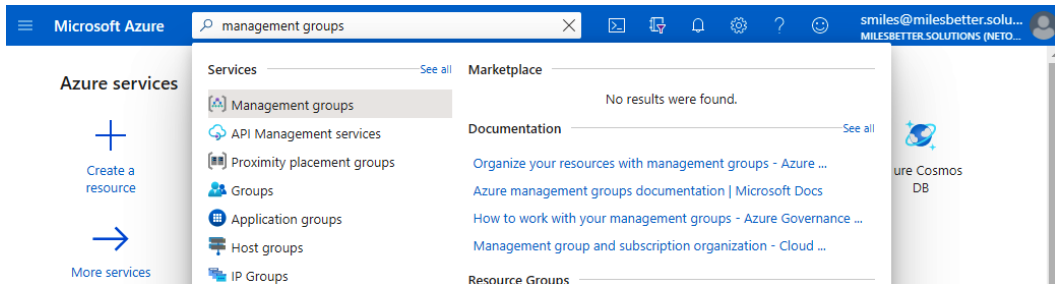 Microsoft Azure
management groups
smiles@milesbetter.solu...
MILESBETTER.SOLUTIONS (NETO...
Azure services
Create a
resource
More services
Services
See all
Management groups
API Management services
Proximity placement groups
Groups
Application groups
Host groups
IP Groups
Marketplace
No results were found.
Documentation
See all
Organize your resources with management groups - Azure ...
Azure management groups documentation | Microsoft Docs
How to work with your management groups - Azure Governance ...
Management group and subscription organization - Cloud ...
Resource Groups
ure Cosmos
DB